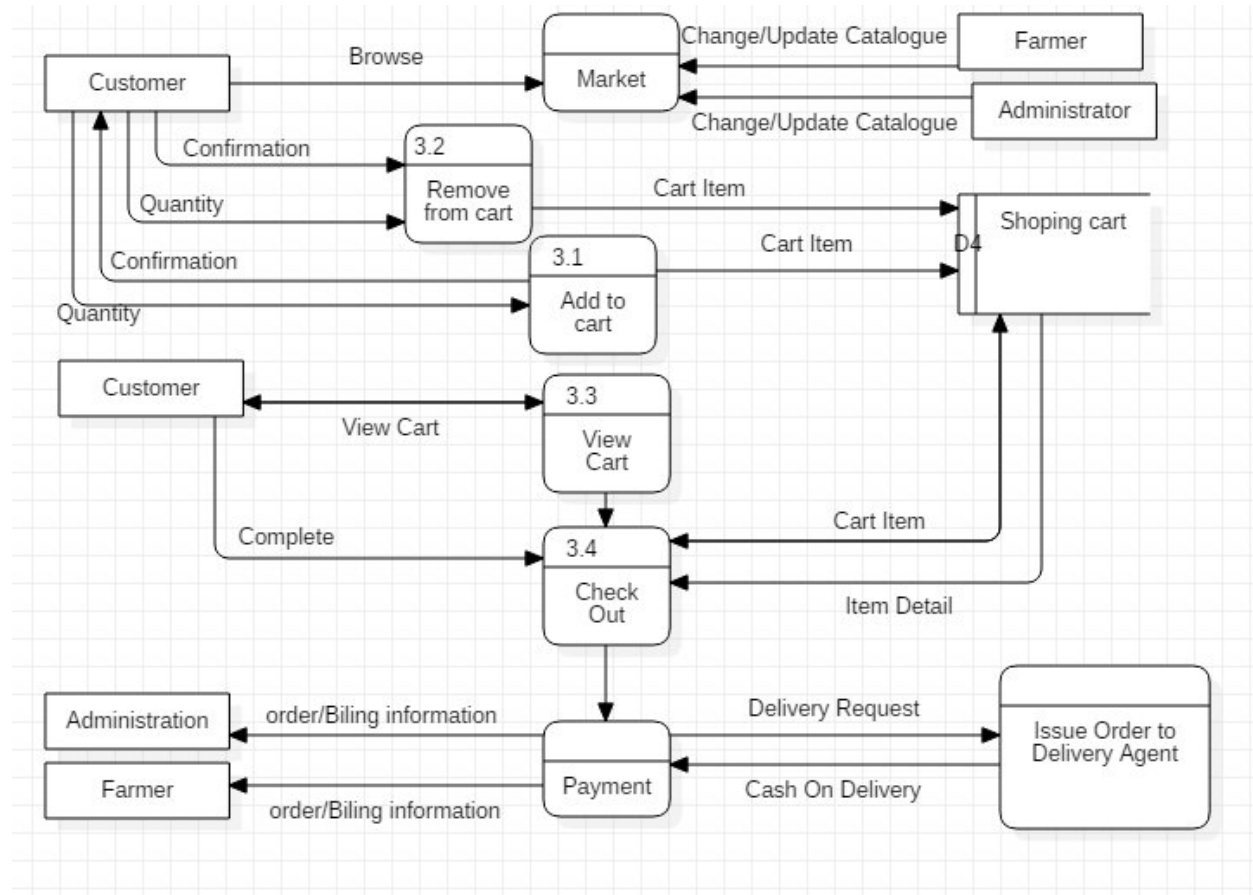 Change/Update Catalogue
Farmer
Browse
Customer
Market
Administrator
Change/Update Catalogue
3.2
Confirmation
Remove
from cart
Cart Item
Quantity
Shoping cart
D4
Cart Item
3.1
Confirmation
Add to
cart
Quantity
Customer
3.3
View Cart
View
Cart
Cart Item
Complete
3.4
Check
Out
Item Detail
Administration
order/Biling information
Delivery Request
Issue Order to
Delivery Agent
Farmer
Payment
Cash On Delivery
order/Biling information